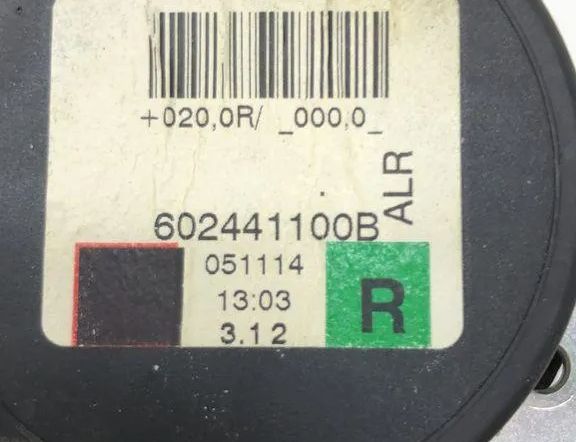 +020,0R/ _000,0_
ALR
602441100B
051114
13:03
R
3.12